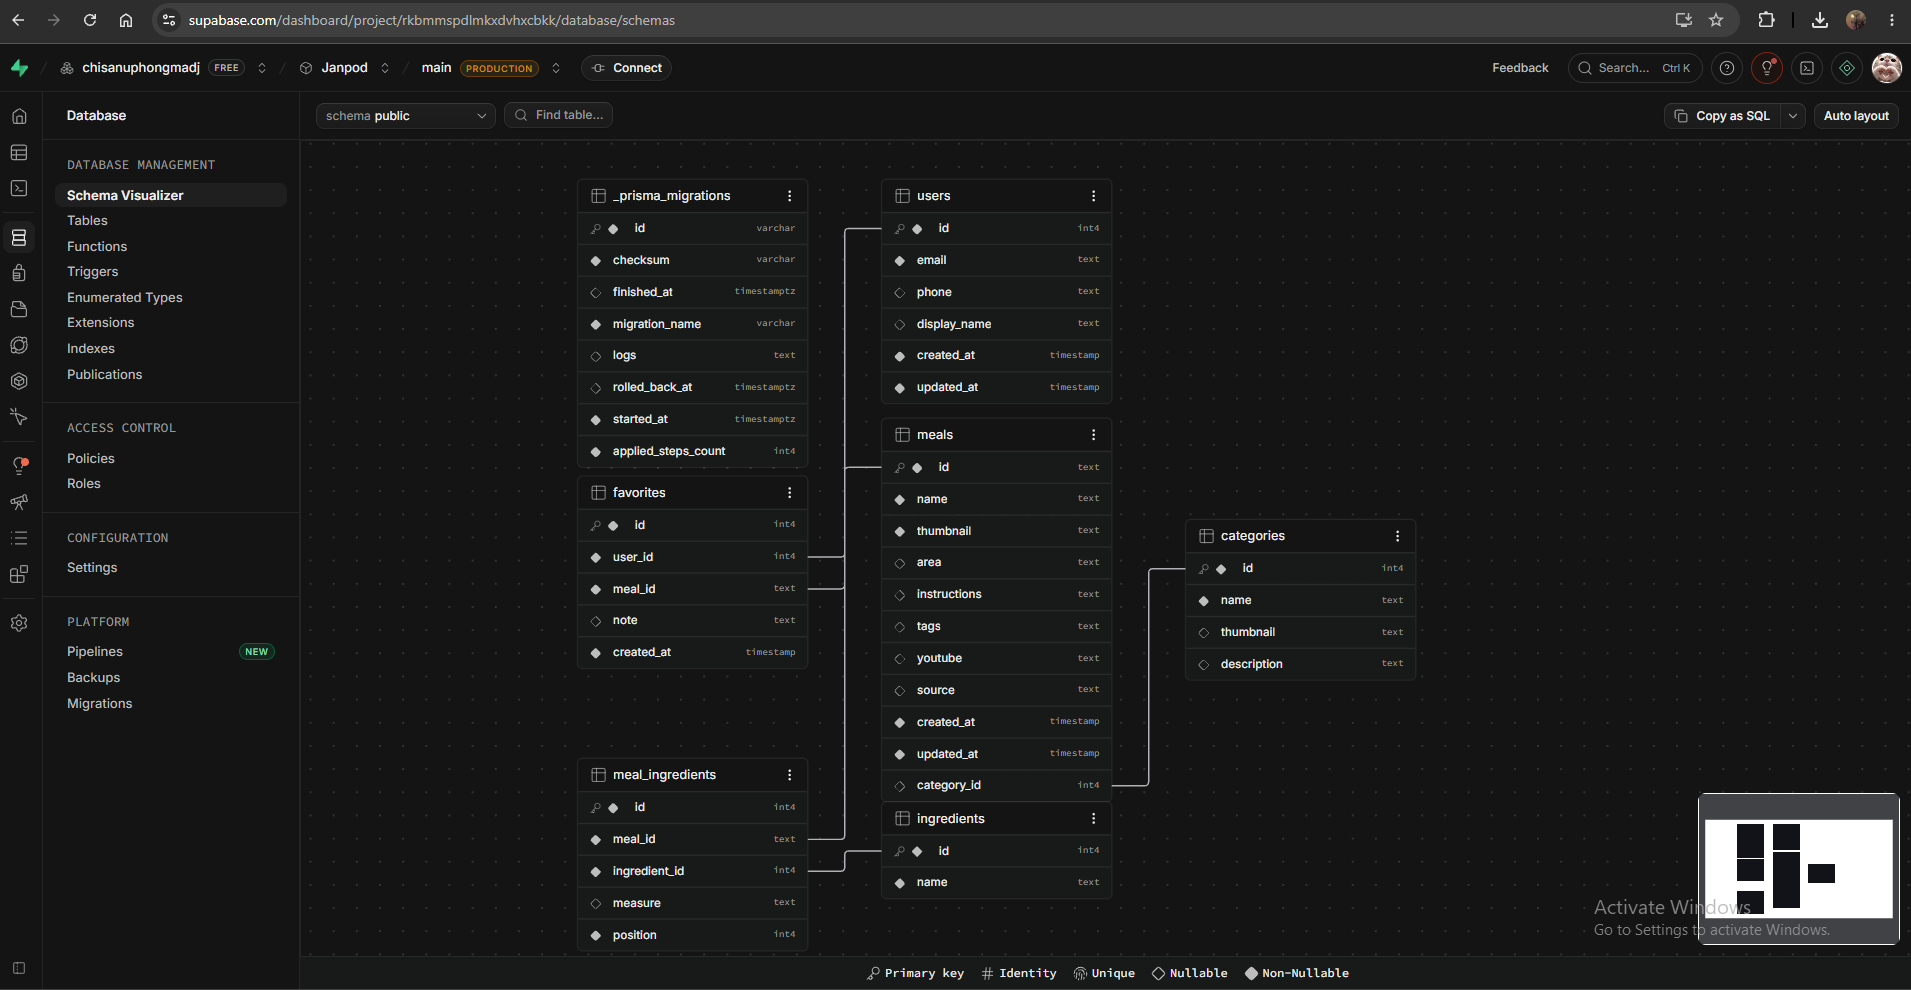 supabase.com/dashboard/project/rkbmmspdlmkxdvhxcbkk/database/schemas
chisanuphongmadj FREE Janpod main PRODUCTION Connect Feedback Search... Ctrl K
Database
schema public Find table... Copy as SQL Auto layout
DATABASE MANAGEMENT
Schema Visualizer
Tables
Functions
Triggers
Enumerated Types
Extensions
Indexes
Publications
ACCESS CONTROL
Policies
Roles
CONFIGURATION
Settings
PLATFORM
Pipelines NEW
Backups
Migrations
_prisma_migrations
id varchar
checksum varchar
finished_at timestamptz
migration_name varchar
logs text
rolled_back_at timestamptz
started_at timestamptz
applied_steps_count int4
favorites
id int4
user_id int4
meal_id text
note text
created_at timestamp
meal_ingredients
id int4
meal_id text
ingredient_id int4
measure text
position int4
users
id int4
email text
phone text
display_name text
created_at timestamp
updated_at timestamp
meals
id text
name text
thumbnail text
area text
instructions text
tags text
youtube text
source text
created_at timestamp
updated_at timestamp
category_id int4
ingredients
id int4
name text
categories
id int4
name text
thumbnail text
description text
Activate Windows
Go to Settings to activate Windows.
Primary key Identity Unique Nullable Non-Nullable